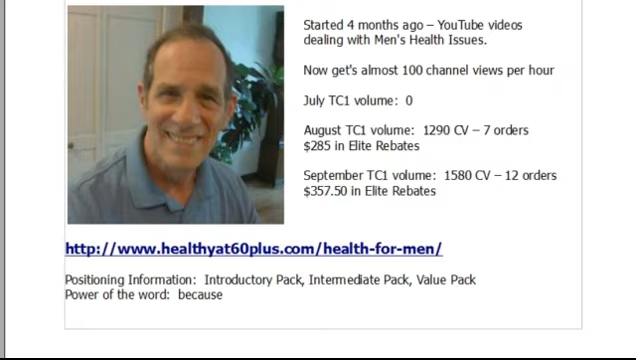 Started 4 months ago – YouTube videos
dealing with Men's Health Issues.
Now get's almost 100 channel views per hour
July TC1 volume: 0
August TC1 volume: 1290 CV – 7 orders
$285 in Elite Rebates
September TC1 volume: 1580 CV – 12 orders
$357.50 in Elite Rebates
http://www.healthyat60plus.com/health-for-men/
Positioning Information: Introductory Pack, Intermediate Pack, Value Pack
Power of the word: because